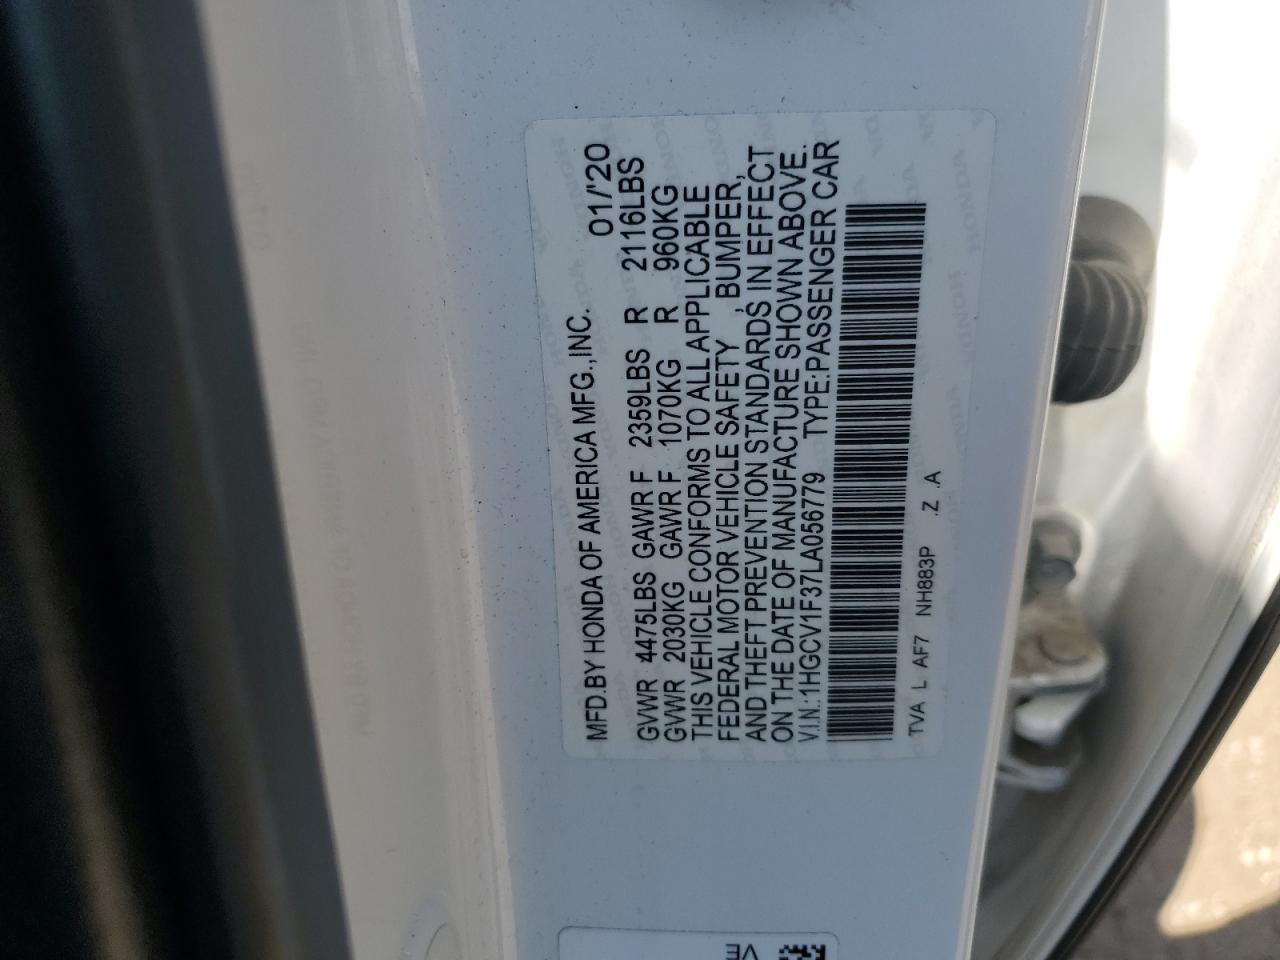 MFD.BY HONDA OF AMERICA MFG.,INC. 01/'20
GVWR 4475LBS GAWR F 2359LBS R 2116LBS
GVWR 2030KG GAWR F 1070KG R 960KG
THIS VEHICLE CONFORMS TO ALL APPLICABLE
FEDERAL MOTOR VEHICLE SAFETY , BUMPER,
AND THEFT PREVENTION STANDARDS IN EFFECT
ON THE DATE OF MANUFACTURE SHOWN ABOVE.
V.I.N.:1HGCV1F37LA056779 TYPE:PASSENGER CAR
TVA L AF7 NH883P .Z .A
VE